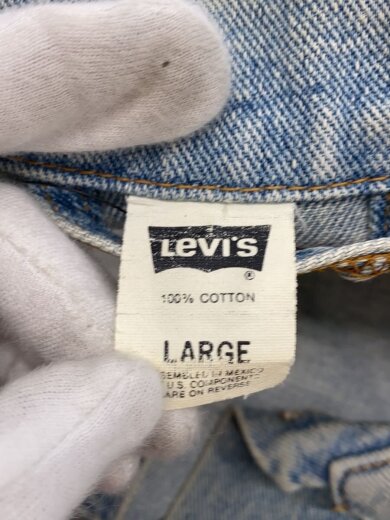 LEVI'S
®
100% COTTON
LARGE
SEMBLED IN MEXICO
U.S. COMPONENT
ARE ON REVERSE